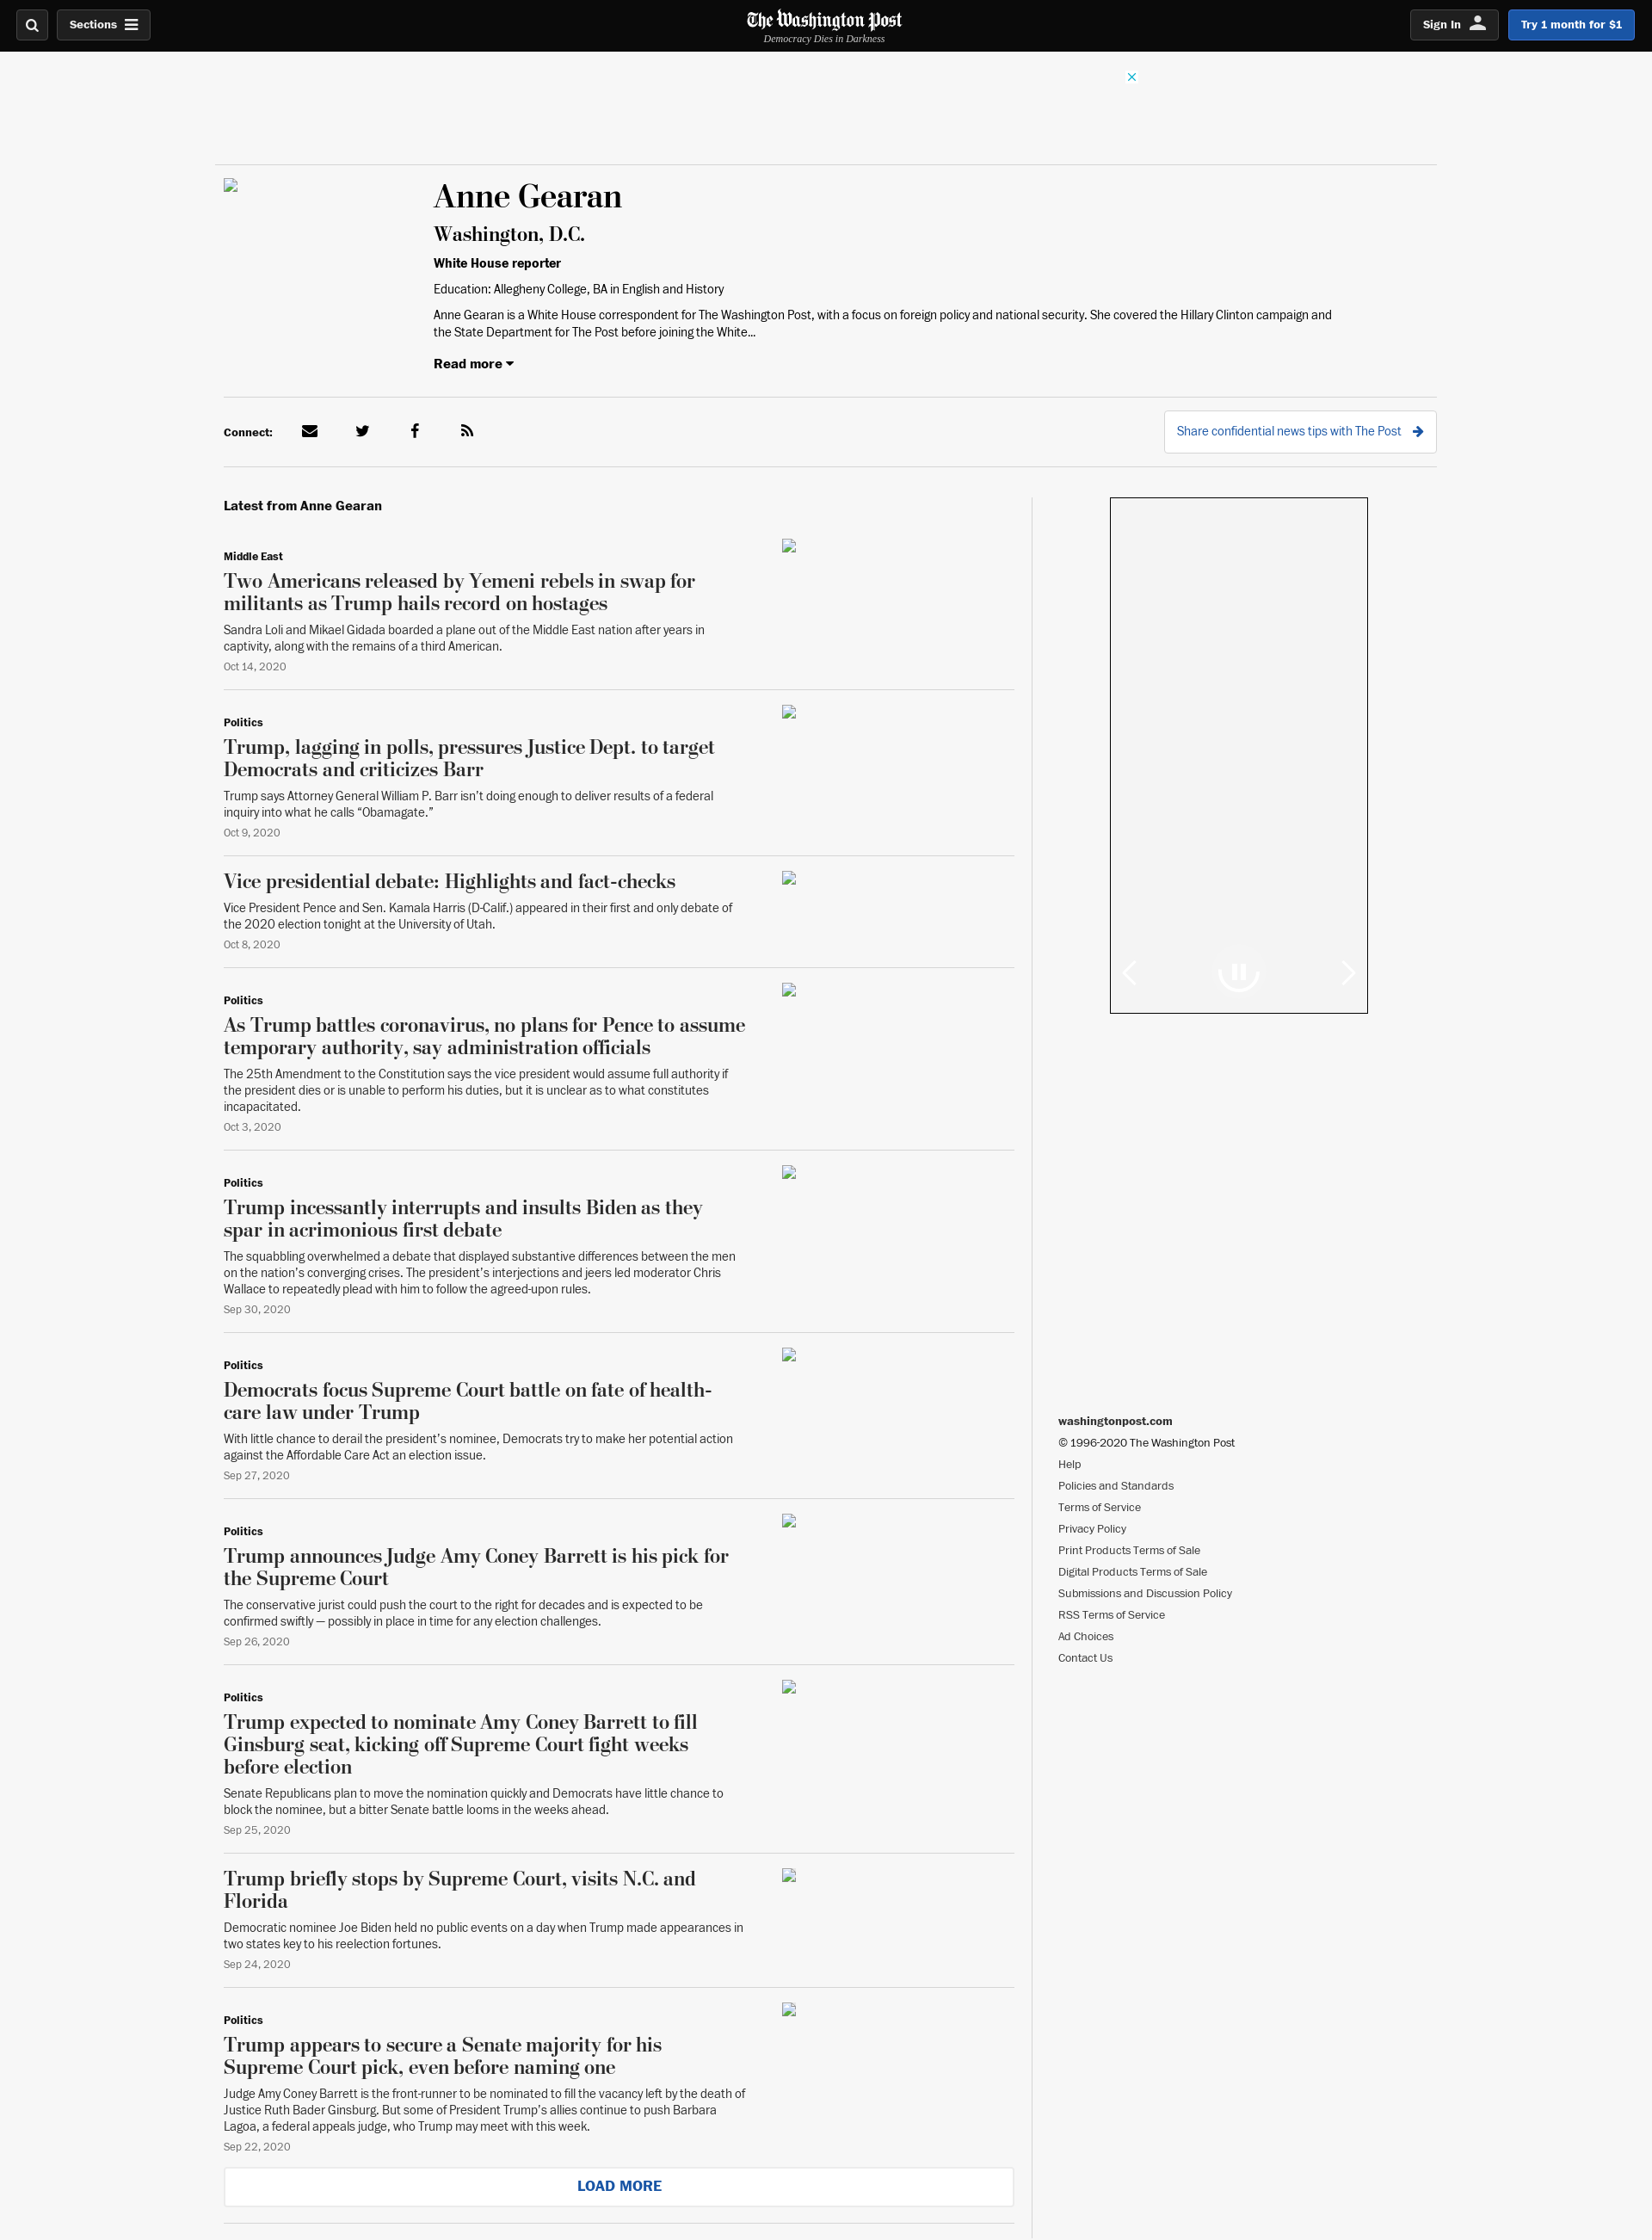 Sections
The Washington Post
Democracy Dies in Darkness
Sign In
Try 1 month for $1
Anne Gearan
Washington, D.C.
White House reporter
Education: Allegheny College, BA in English and History
Anne Gearan is a White House correspondent for The Washington Post, with a focus on foreign policy and national security. She covered the Hillary Clinton campaign and
the State Department for The Post before joining the White...
Read more
Connect:
Share confidential news tips with The Post
Latest from Anne Gearan
Middle East
Two Americans released by Yemeni rebels in swap for
militants as Trump hails record on hostages
Sandra Loli and Mikael Gidada boarded a plane out of the Middle East nation after years in
captivity, along with the remains of a third American.
Oct 14, 2020
Politics
Trump, lagging in polls, pressures Justice Dept. to target
Democrats and criticizes Barr
Trump says Attorney General William P. Barr isn’t doing enough to deliver results of a federal
inquiry into what he calls “Obamagate.”
Oct 9, 2020
Vice presidential debate: Highlights and fact-checks
Vice President Pence and Sen. Kamala Harris (D-Calif.) appeared in their first and only debate of
the 2020 election tonight at the University of Utah.
Oct 8, 2020
Politics
As Trump battles coronavirus, no plans for Pence to assume
temporary authority, say administration officials
The 25th Amendment to the Constitution says the vice president would assume full authority if
the president dies or is unable to perform his duties, but it is unclear as to what constitutes
incapacitated.
Oct 3, 2020
Politics
Trump incessantly interrupts and insults Biden as they
spar in acrimonious first debate
The squabbling overwhelmed a debate that displayed substantive differences between the men
on the nation’s converging crises. The president’s interjections and jeers led moderator Chris
Wallace to repeatedly plead with him to follow the agreed-upon rules.
Sep 30, 2020
Politics
Democrats focus Supreme Court battle on fate of health-
care law under Trump
With little chance to derail the president’s nominee, Democrats try to make her potential action
against the Affordable Care Act an election issue.
Sep 27, 2020
Politics
Trump announces Judge Amy Coney Barrett is his pick for
the Supreme Court
The conservative jurist could push the court to the right for decades and is expected to be
confirmed swiftly — possibly in place in time for any election challenges.
Sep 26, 2020
Politics
Trump expected to nominate Amy Coney Barrett to fill
Ginsburg seat, kicking off Supreme Court fight weeks
before election
Senate Republicans plan to move the nomination quickly and Democrats have little chance to
block the nominee, but a bitter Senate battle looms in the weeks ahead.
Sep 25, 2020
Trump briefly stops by Supreme Court, visits N.C. and
Florida
Democratic nominee Joe Biden held no public events on a day when Trump made appearances in
two states key to his reelection fortunes.
Sep 24, 2020
Politics
Trump appears to secure a Senate majority for his
Supreme Court pick, even before naming one
Judge Amy Coney Barrett is the front-runner to be nominated to fill the vacancy left by the death of
Justice Ruth Bader Ginsburg. But some of President Trump’s allies continue to push Barbara
Lagoa, a federal appeals judge, who Trump may meet with this week.
Sep 22, 2020
LOAD MORE
washingtonpost.com
© 1996-2020 The Washington Post
Help
Policies and Standards
Terms of Service
Privacy Policy
Print Products Terms of Sale
Digital Products Terms of Sale
Submissions and Discussion Policy
RSS Terms of Service
Ad Choices
Contact Us